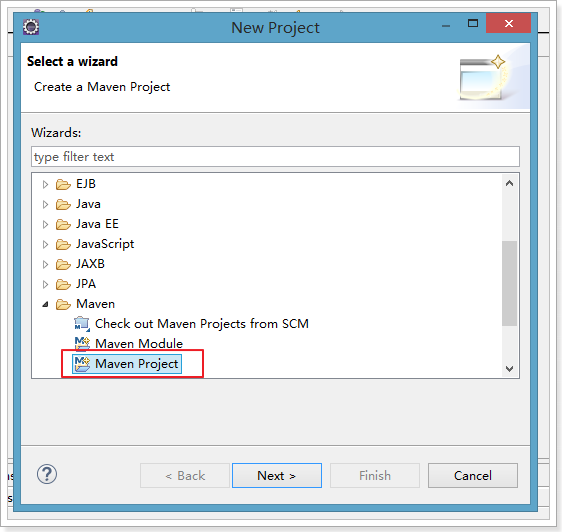 New Project
Select a wizard
Create a Maven Project
Wizards:
type filter text
EJB
Java
Java EE
JavaScript
JAXB
JPA
Maven
Check out Maven Projects from SCM
Maven Module
Maven Project
? < Back Next > Finish Cancel